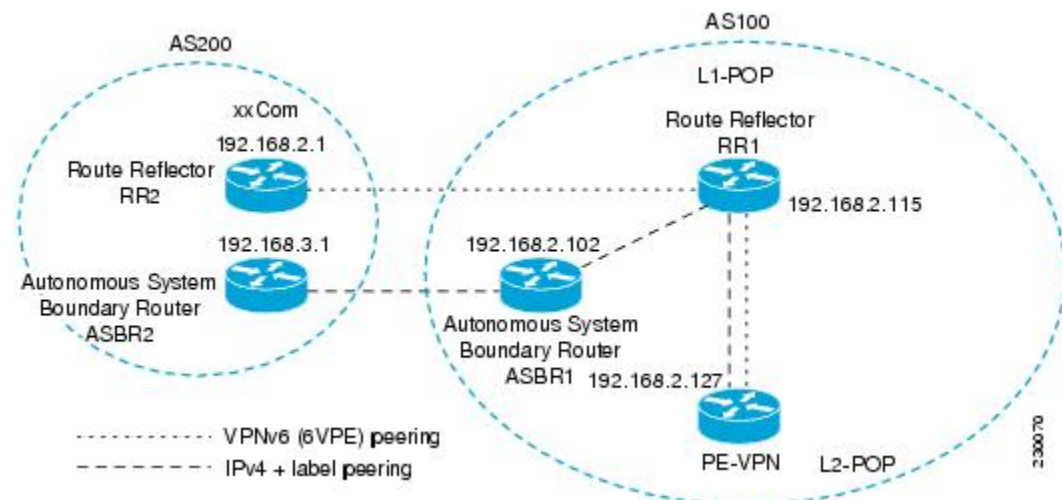 AS200
AS100
L1-POP
xxCom
192.168.2.1
Route Reflector
RR2
Route Reflector
RR1
192.168.2.115
192.168.3.1
192.168.2.102
Autonomous System
Boundary Router
ASBR2
Autonomous System
Boundary Router
ASBR1
192.168.2.127
PE-VPN
L2-POP
VPNv6 (6VPE) peering
IPv4 + label peering
230070